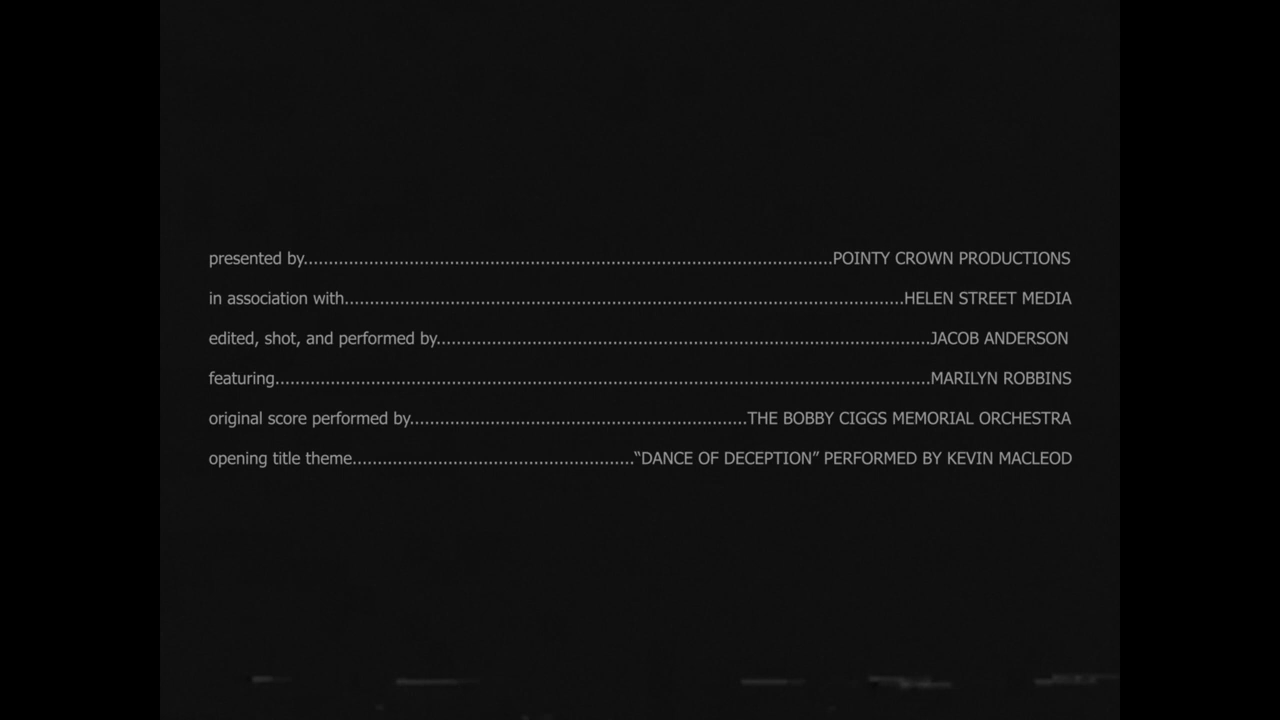 presented by........................................................................................................POINTY CROWN PRODUCTIONS
in association with..............................................................................................................HELEN STREET MEDIA
edited, shot, and performed by.................................................................................................JACOB ANDERSON
featuring.................................................................................................................................MARILYN ROBBINS
original score performed by..................................................................THE BOBBY CIGGS MEMORIAL ORCHESTRA
opening title theme.......................................................“DANCE OF DECEPTION” PERFORMED BY KEVIN MACLEOD